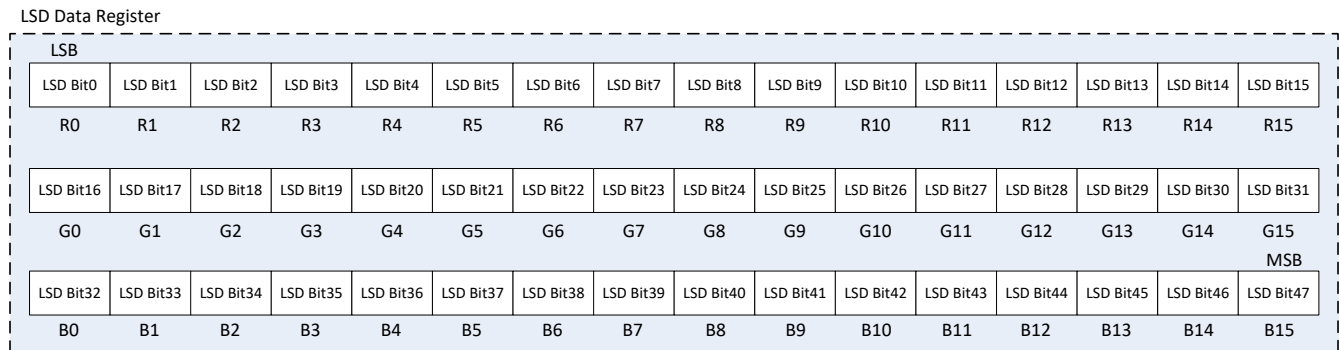 LSD Data Register
LSB
LSD Bit0 LSD Bit1 LSD Bit2 LSD Bit3 LSD Bit4 LSD Bit5 LSD Bit6 LSD Bit7 LSD Bit8 LSD Bit9 LSD Bit10 LSD Bit11 LSD Bit12 LSD Bit13 LSD Bit14 LSD Bit15
R0 R1 R2 R3 R4 R5 R6 R7 R8 R9 R10 R11 R12 R13 R14 R15
LSD Bit16 LSD Bit17 LSD Bit18 LSD Bit19 LSD Bit20 LSD Bit21 LSD Bit22 LSD Bit23 LSD Bit24 LSD Bit25 LSD Bit26 LSD Bit27 LSD Bit28 LSD Bit29 LSD Bit30 LSD Bit31
G0 G1 G2 G3 G4 G5 G6 G7 G8 G9 G10 G11 G12 G13 G14 G15
MSB
LSD Bit32 LSD Bit33 LSD Bit34 LSD Bit35 LSD Bit36 LSD Bit37 LSD Bit38 LSD Bit39 LSD Bit40 LSD Bit41 LSD Bit42 LSD Bit43 LSD Bit44 LSD Bit45 LSD Bit46 LSD Bit47
B0 B1 B2 B3 B4 B5 B6 B7 B8 B9 B10 B11 B12 B13 B14 B15